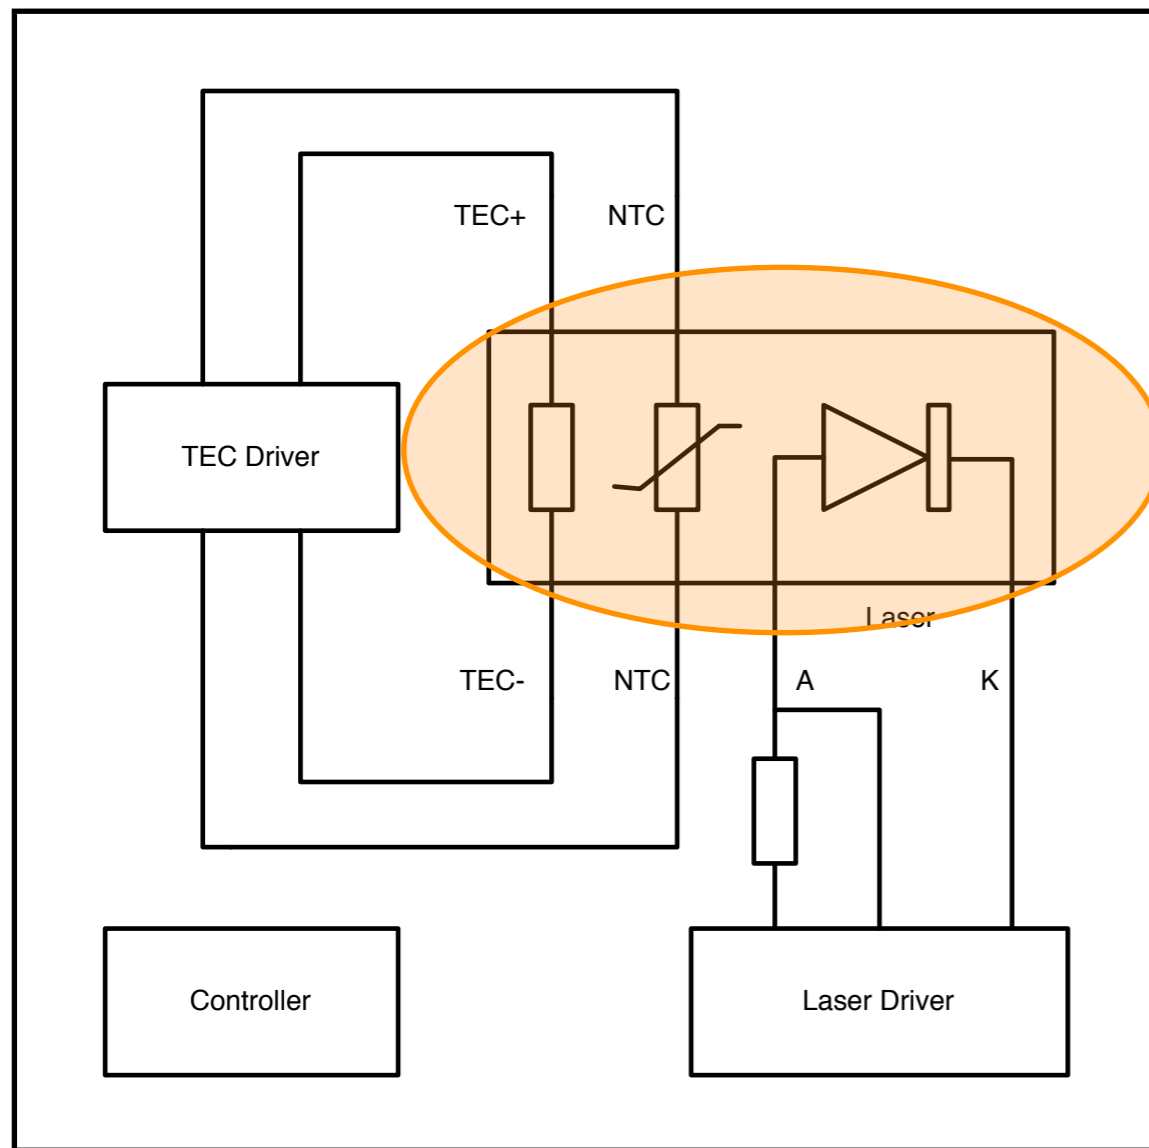 TEC+
NTC
TEC Driver
Laser
TEC-
NTC
A
K
Controller
Laser Driver